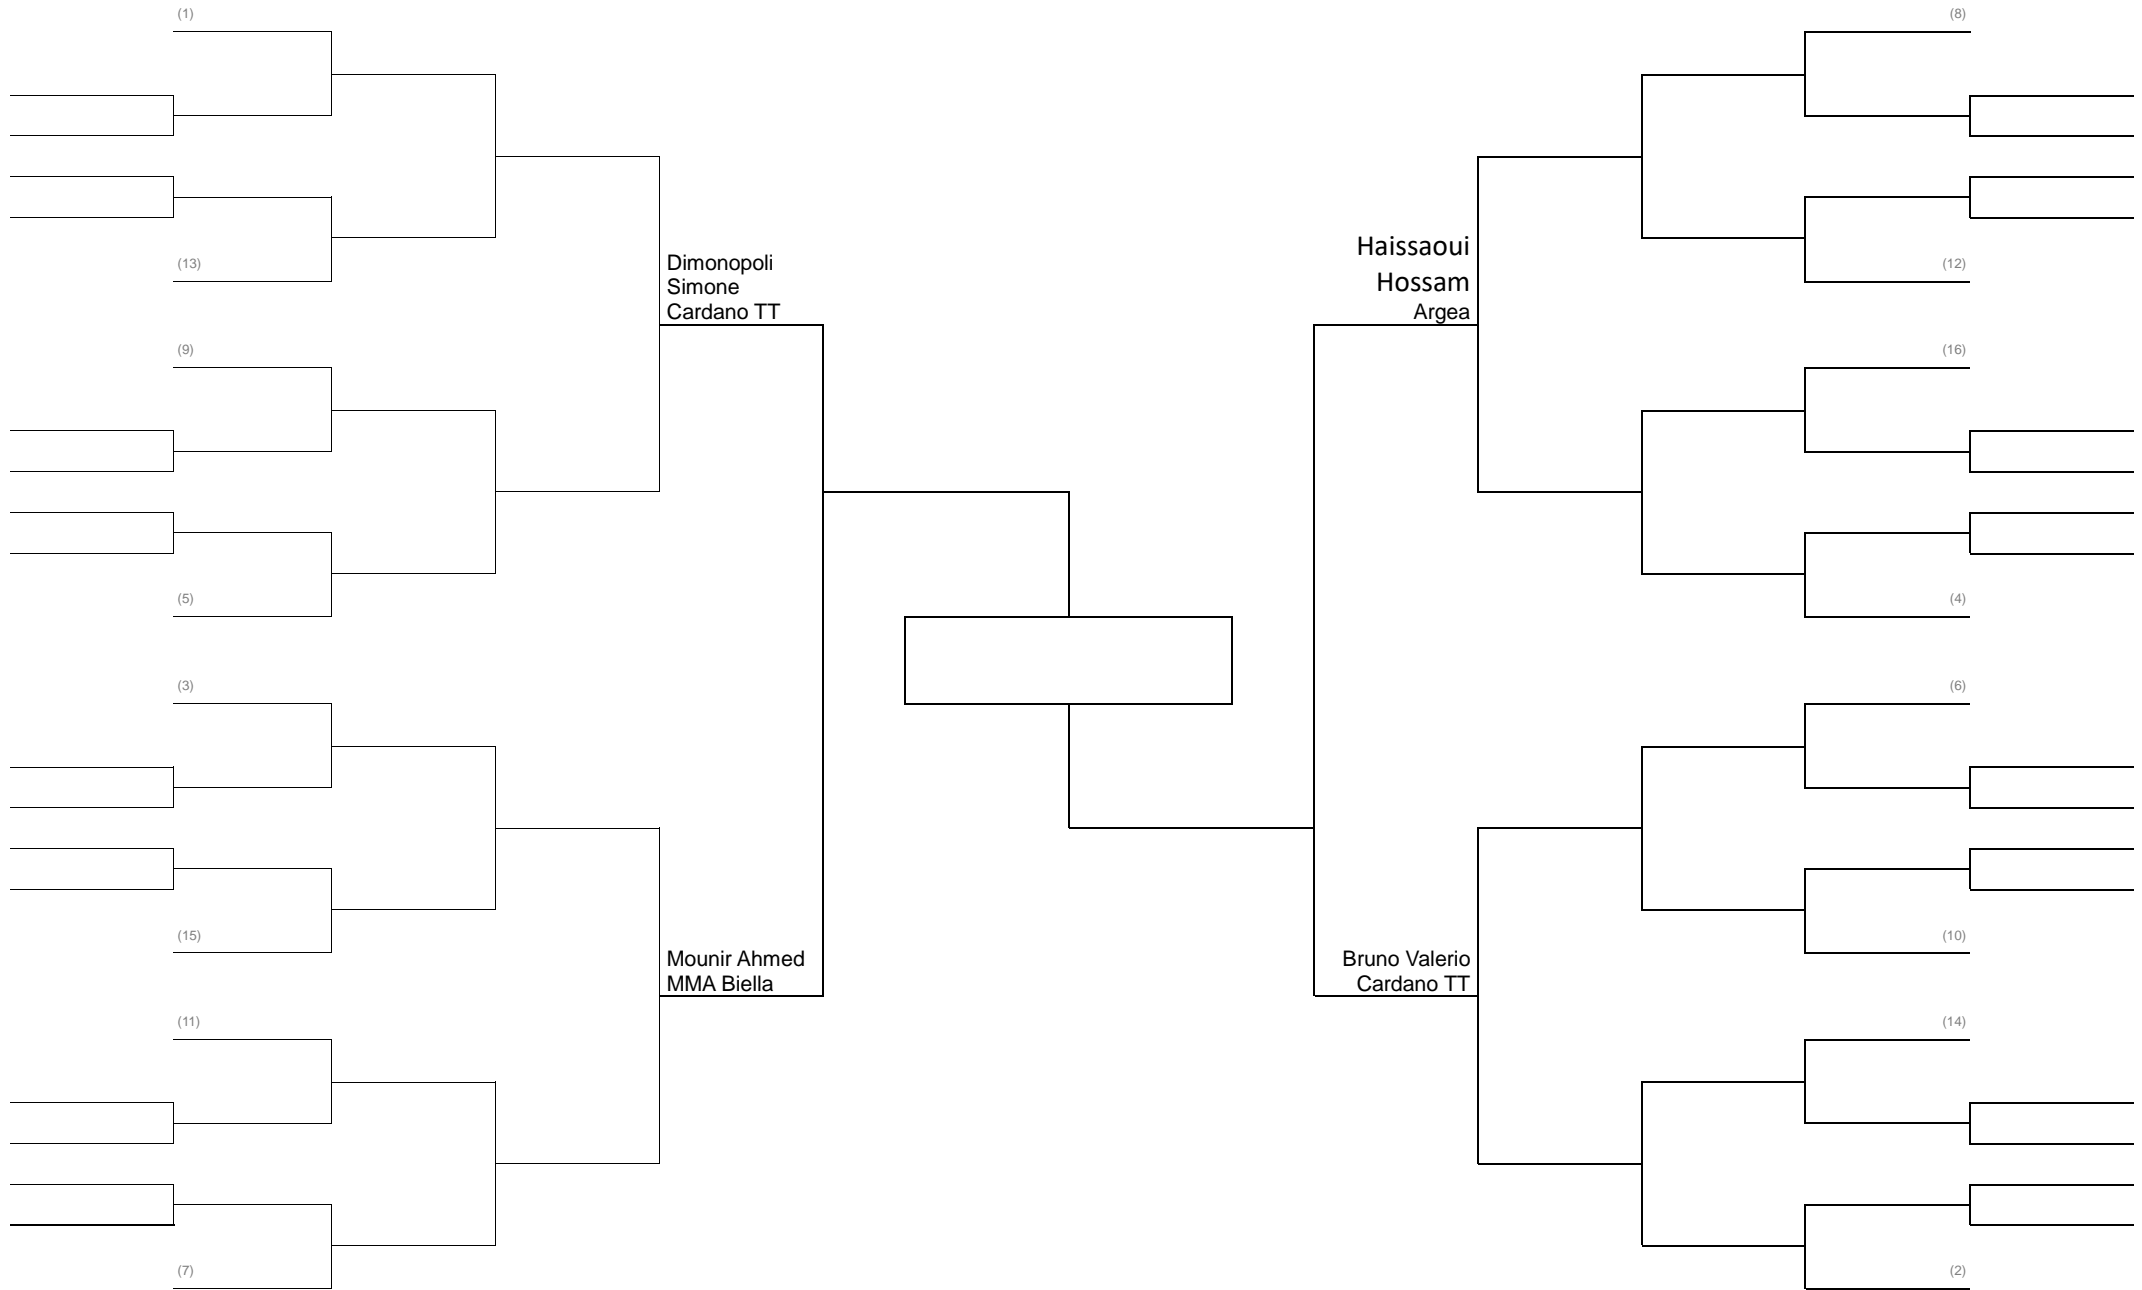 (1)
(8)
(13)
(12)
Dimonopoli
Simone
Cardano TT
Haissaoui
Hossam
Argea
(9)
(16)
(5)
(4)
(3)
(6)
(15)
(10)
Mounir Ahmed
MMA Biella
Bruno Valerio
Cardano TT
(11)
(14)
(7)
(2)